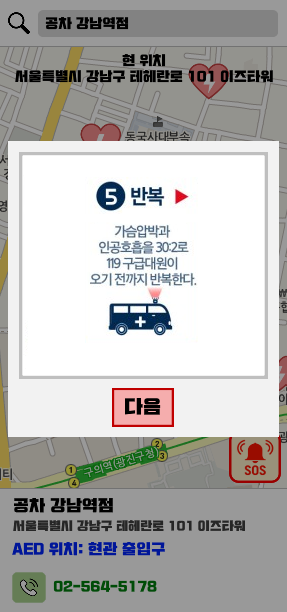 공차 강남역점
현 위치
서울특별시 강남구 테헤란로 101 이즈타워
동국사대부속
5 반복
가슴압박과
인공호흡을 30:2로
119 구급대원이
오기 전까지 반복한다.
다음
구의역(광진구청)
1
2
3
4
SOS
공차 강남역점
서울특별시 강남구 테헤란로 101 이즈타워
AED 위치: 현관 출입구
02-564-5178